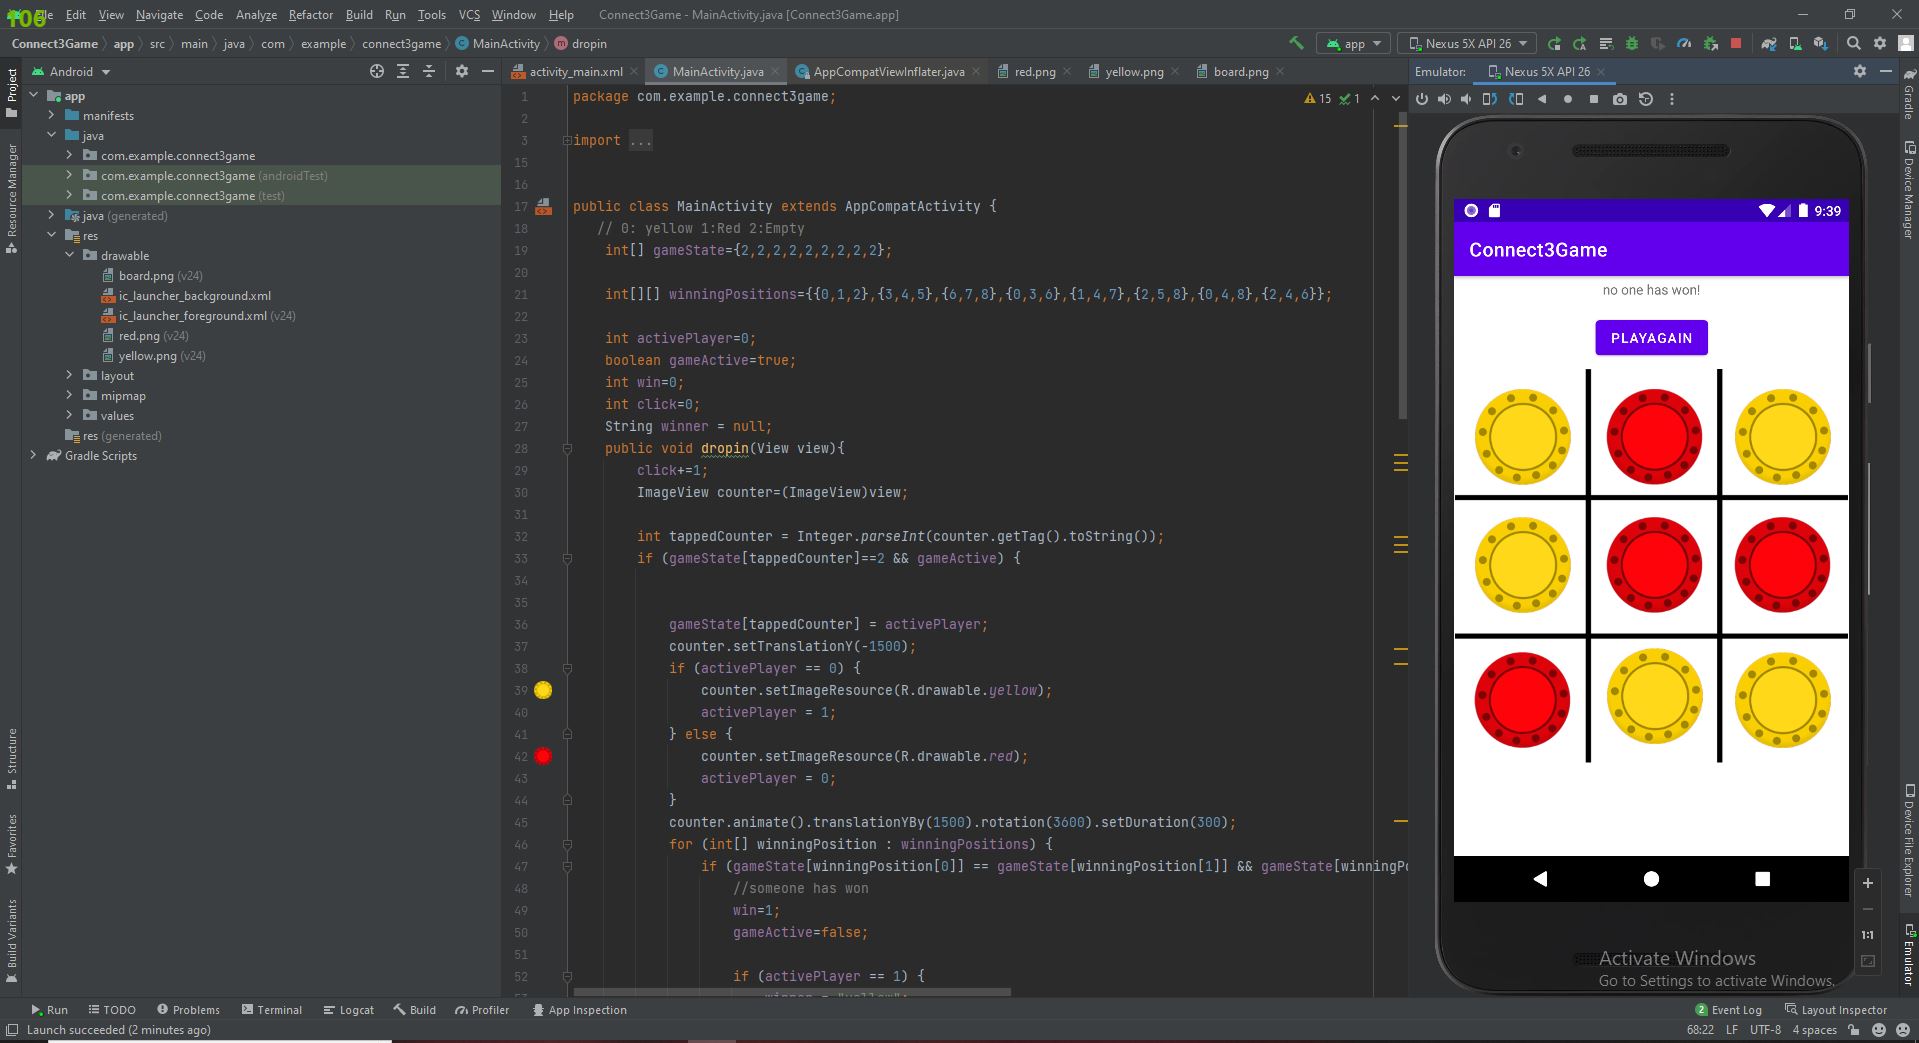 106
File Edit View Navigate Code Analyze Refactor Build Run Tools VCS Window Help Connect3Game - MainActivity.java [Connect3Game.app]
Connect3Game app src main java com example connect3game MainActivity dropin app Nexus 5X API 26
Project
Android
activity_main.xml MainActivity.java AppCompatViewInflater.java red.png yellow.png board.png
Emulator: Nexus 5X API 26
app
manifests
java
com.example.connect3game
com.example.connect3game (androidTest)
com.example.connect3game (test)
java (generated)
res
drawable
board.png (v24)
ic_launcher_background.xml
ic_launcher_foreground.xml (v24)
red.png (v24)
yellow.png (v24)
layout
mipmap
values
res (generated)
Gradle Scripts
Resource Manager
Structure
Favorites
Build Variants
15 1
1 package com.example.connect3game;
2
3 import ...
15
16
17 public class MainActivity extends AppCompatActivity {
18 // 0: yellow 1:Red 2:Empty
19 int[] gameState={2,2,2,2,2,2,2,2,2};
20
21 int[][] winningPositions={{0,1,2},{3,4,5},{6,7,8},{0,3,6},{1,4,7},{2,5,8},{0,4,8},{2,4,6}};
22
23 int activePlayer=0;
24 boolean gameActive=true;
25 int win=0;
26 int click=0;
27 String winner = null;
28 public void dropin(View view){
29 click+=1;
30 ImageView counter=(ImageView)view;
31
32 int tappedCounter = Integer.parseInt(counter.getTag().toString());
33 if (gameState[tappedCounter]==2 && gameActive) {
34
35
36 gameState[tappedCounter] = activePlayer;
37 counter.setTranslationY(-1500);
38 if (activePlayer == 0) {
39 counter.setImageResource(R.drawable.yellow);
40 activePlayer = 1;
41 } else {
42 counter.setImageResource(R.drawable.red);
43 activePlayer = 0;
44 }
45 counter.animate().translationYBy(1500).rotation(3600).setDuration(300);
46 for (int[] winningPosition : winningPositions) {
47 if (gameState[winningPosition[0]] == gameState[winningPosition[1]] && gameState[winningPo
48 //someone has won
49 win=1;
50 gameActive=false;
51
52 if (activePlayer == 1) {
53 winner = "yellow";
9:39
Connect3Game
no one has won!
PLAYAGAIN
1:1
Activate Windows
Go to Settings to activate Windows.
Gradle
Device Manager
Device File Explorer
Emulator
Run TODO Problems Terminal Logcat Build Profiler App Inspection 2 Event Log Layout Inspector
Launch succeeded (2 minutes ago) 68:22 LF UTF-8 4 spaces